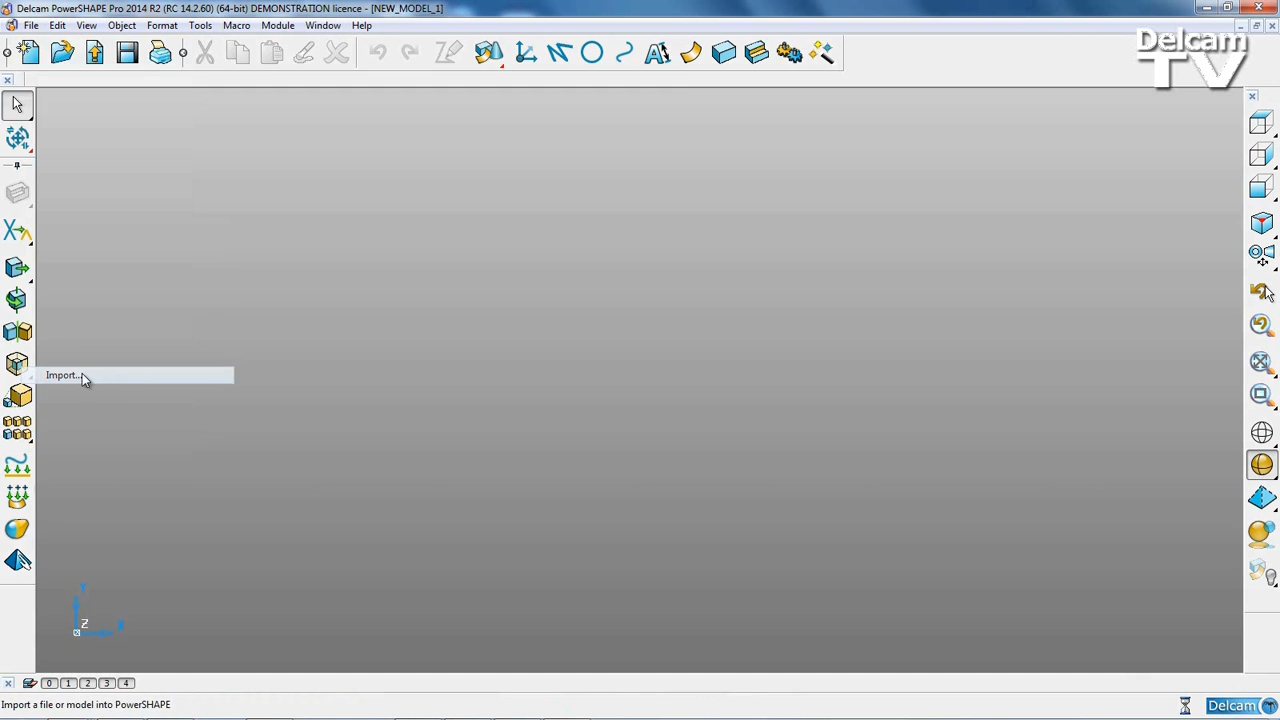 Delcam PowerSHAPE Pro 2014 R2 (RC 14.2.60) (64-bit) DEMONSTRATION licence - [NEW_MODEL_1]
File Edit View Object Format Tools Macro Module Window Help
Delcam
TV
Import...
Z
0 1 2 3 4
Import a file or model into PowerSHAPE
Delcam